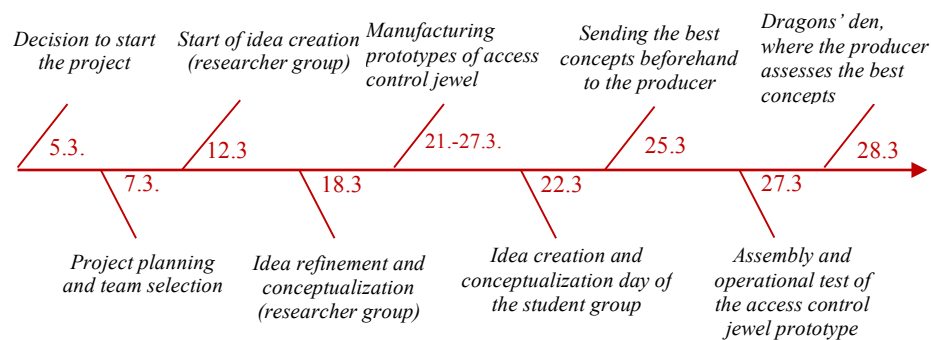 Decision to start
the project
Start of idea creation
(researcher group)
Manufacturing
prototypes of access
control jewel
Sending the best
concepts beforehand
to the producer
Dragons’ den,
where the producer
assesses the best
concepts
5.3.
12.3
21.-27.3.
25.3
28.3
7.3.
18.3
22.3
27.3
Project planning
and team selection
Idea refinement and
conceptualization
(researcher group)
Idea creation and
conceptualization day of
the student group
Assembly and
operational test of
the access control
jewel prototype